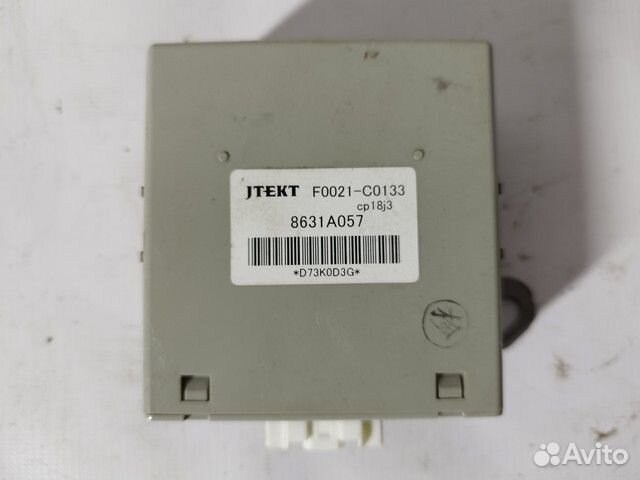 JTEKT F0021-C0133
cp18j3
8631A057
*D73K0D3G*
Avito